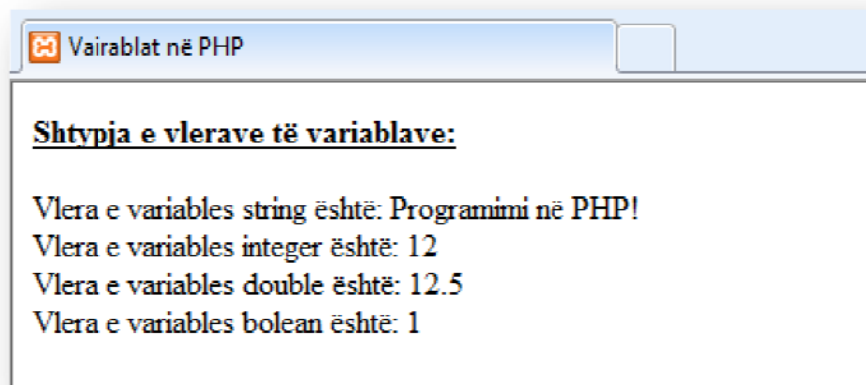 Vairablat në PHP
Shtypja e vlerave të variablave:
Vlera e variables string është: Programimi në PHP!
Vlera e variables integer është: 12
Vlera e variables double është: 12.5
Vlera e variables bolean është: 1